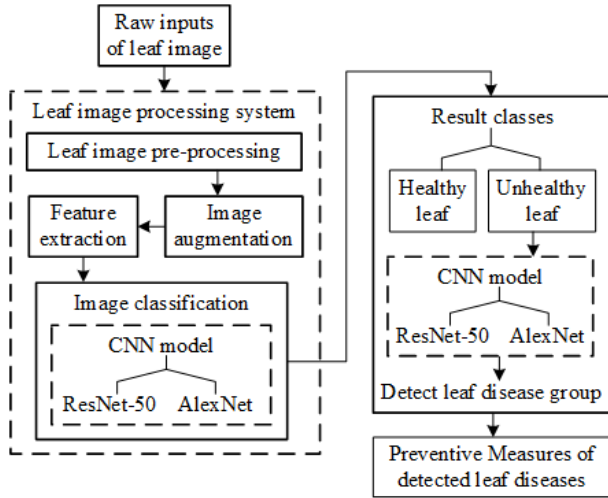 Raw inputs
of leaf image
Leaf image processing system
Leaf image pre-processing
Feature
extraction
Image
augmentation
Image classification
CNN model
ResNet-50 AlexNet
Result classes
Healthy
leaf
Unhealthy
leaf
CNN model
ResNet-50 AlexNet
Detect leaf disease group
Preventive Measures of
detected leaf diseases